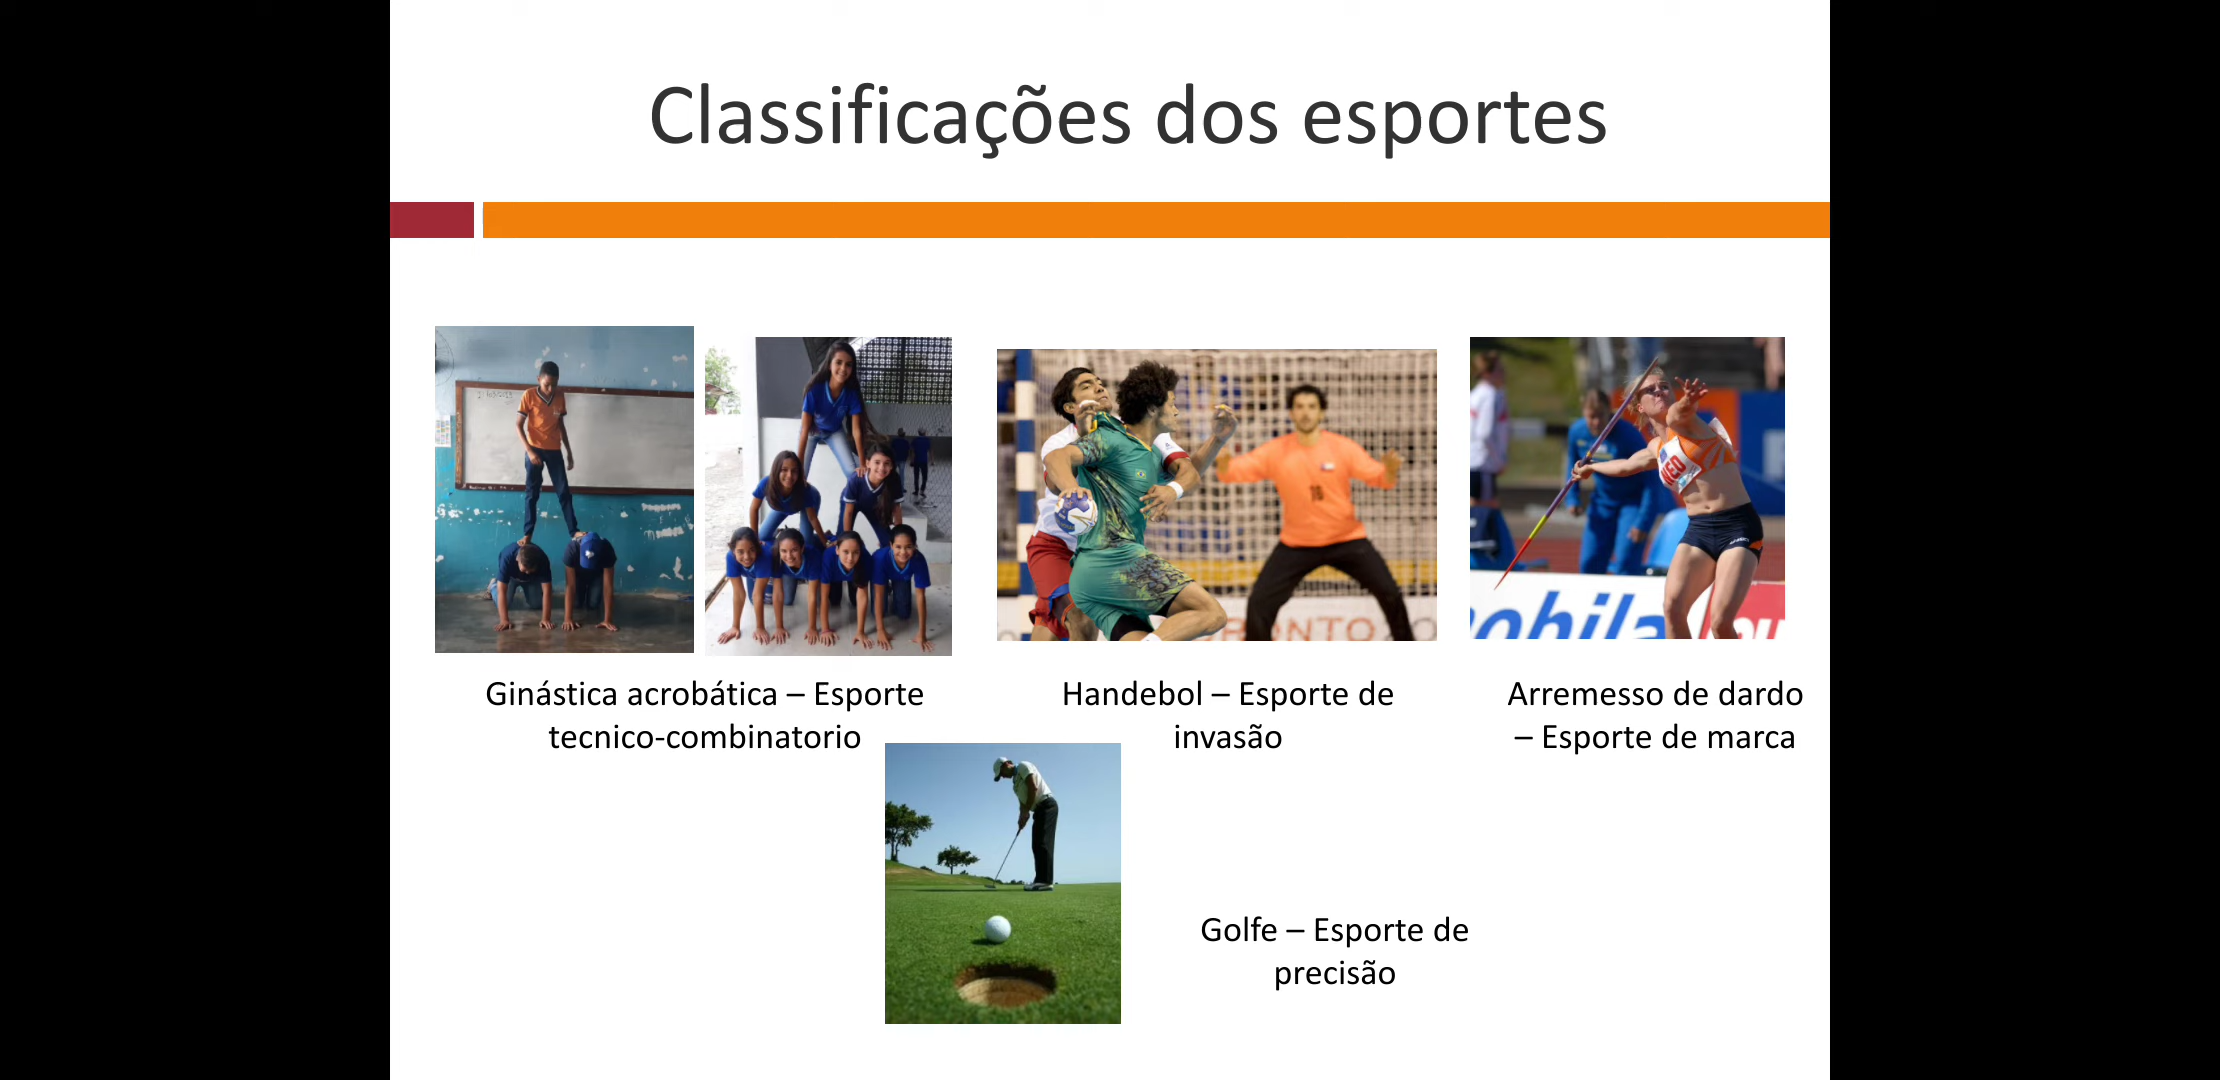 Classificações dos esportes
Ginástica acrobática – Esporte
tecnico-combinatorio
Handebol – Esporte de
invasão
Arremesso de dardo
– Esporte de marca
Golfe – Esporte de
precisão